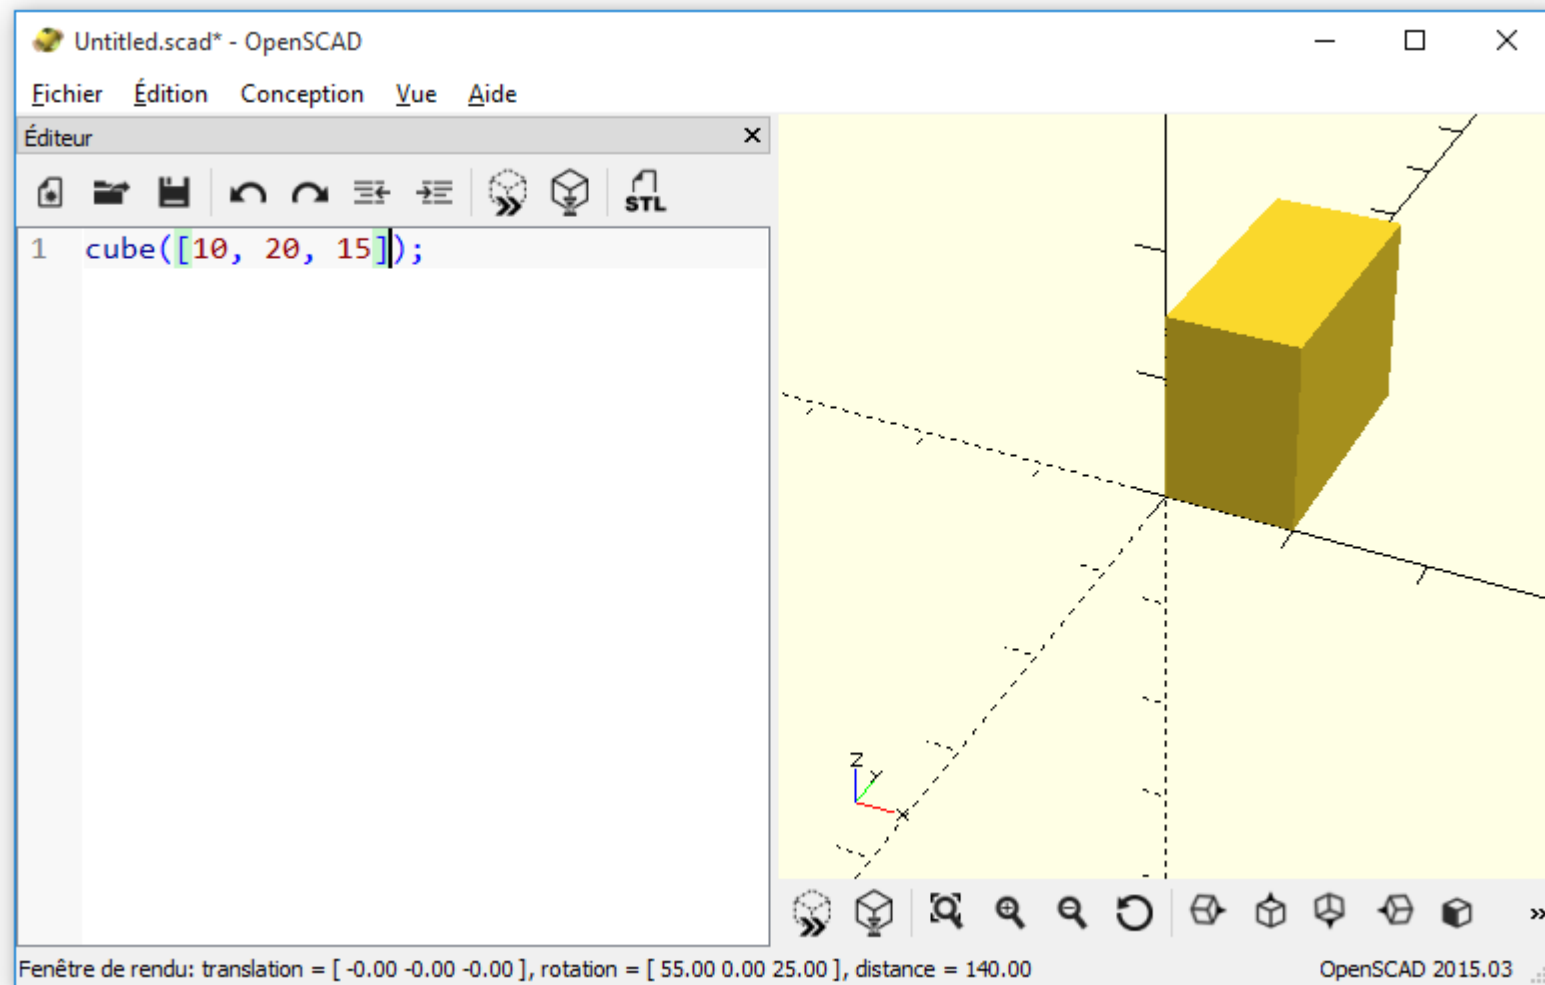 Untitled.scad* - OpenSCAD
Fichier Édition Conception Vue Aide
Éditeur
STL
1 cube([10, 20, 15]);
Z
y
x
Fenêtre de rendu: translation = [ -0.00 -0.00 -0.00 ], rotation = [ 55.00 0.00 25.00 ], distance = 140.00
OpenSCAD 2015.03